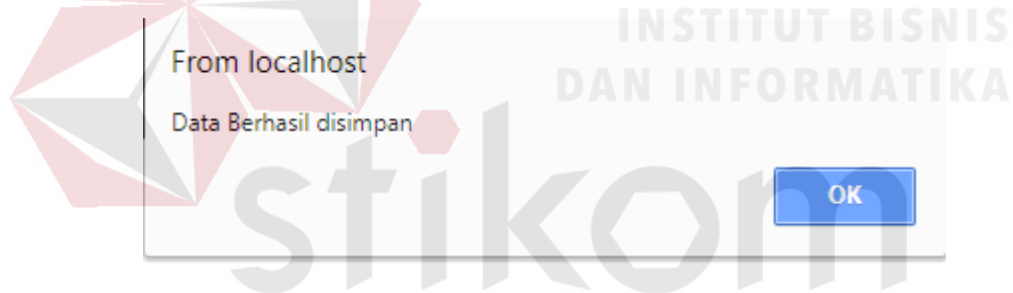 INSTITUT BISNIS
DAN INFORMATIKA
stikom
From localhost
Data Berhasil disimpan
OK